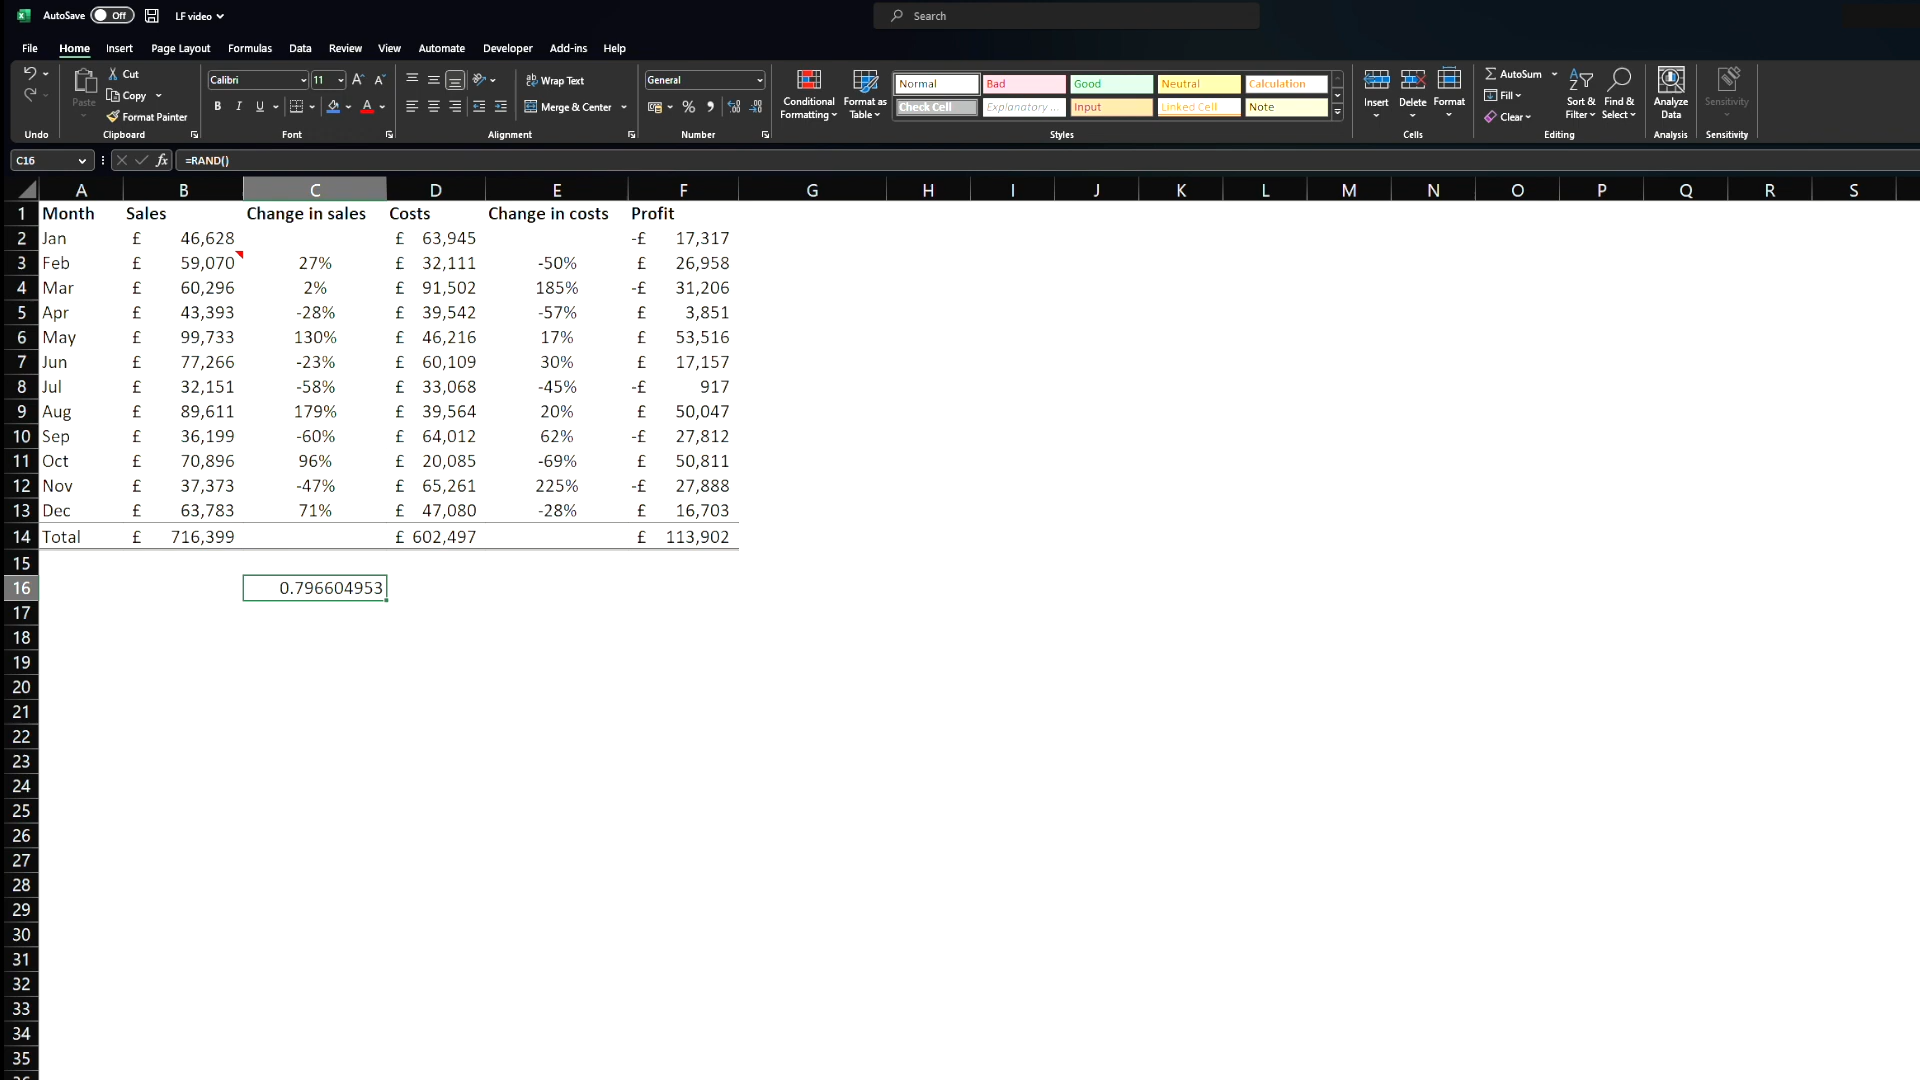 AutoSave Off LF video Search
File Home Insert Page Layout Formulas Data Review View Automate Developer Add-ins Help
Undo
Paste Cut Copy Format Painter Clipboard
Calibri 11 B I U A Font
Wrap Text Merge & Center Alignment
General % Number
Conditional Formatting Format as Table
Normal Bad Good Neutral Calculation
Check Cell Explanatory ... Input Linked Cell Note
Styles
Insert Delete Format Cells
AutoSum Fill Clear Sort & Filter Find & Select Editing
Analyze Data Analysis
Sensitivity Sensitivity
C16 fx =RAND()
A B C D E F G H I J K L M N O P Q R S
1 Month Sales Change in sales Costs Change in costs Profit
2 Jan £ 46,628 £ 63,945 -£ 17,317
3 Feb £ 59,070 27% £ 32,111 -50% £ 26,958
4 Mar £ 60,296 2% £ 91,502 185% -£ 31,206
5 Apr £ 43,393 -28% £ 39,542 -57% £ 3,851
6 May £ 99,733 130% £ 46,216 17% £ 53,516
7 Jun £ 77,266 -23% £ 60,109 30% £ 17,157
8 Jul £ 32,151 -58% £ 33,068 -45% -£ 917
9 Aug £ 89,611 179% £ 39,564 20% £ 50,047
10 Sep £ 36,199 -60% £ 64,012 62% -£ 27,812
11 Oct £ 70,896 96% £ 20,085 -69% £ 50,811
12 Nov £ 37,373 -47% £ 65,261 225% -£ 27,888
13 Dec £ 63,783 71% £ 47,080 -28% £ 16,703
14 Total £ 716,399 £ 602,497 £ 113,902
15
16 0.796604953
17
18
19
20
21
22
23
24
25
26
27
28
29
30
31
32
33
34
35